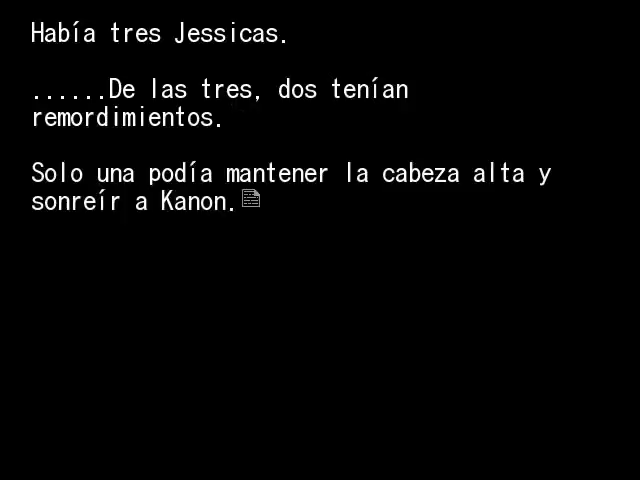 Había tres Jessicas.
......De las tres, dos tenían
remordimientos.
Solo una podía mantener la cabeza alta y
sonreír a Kanon.